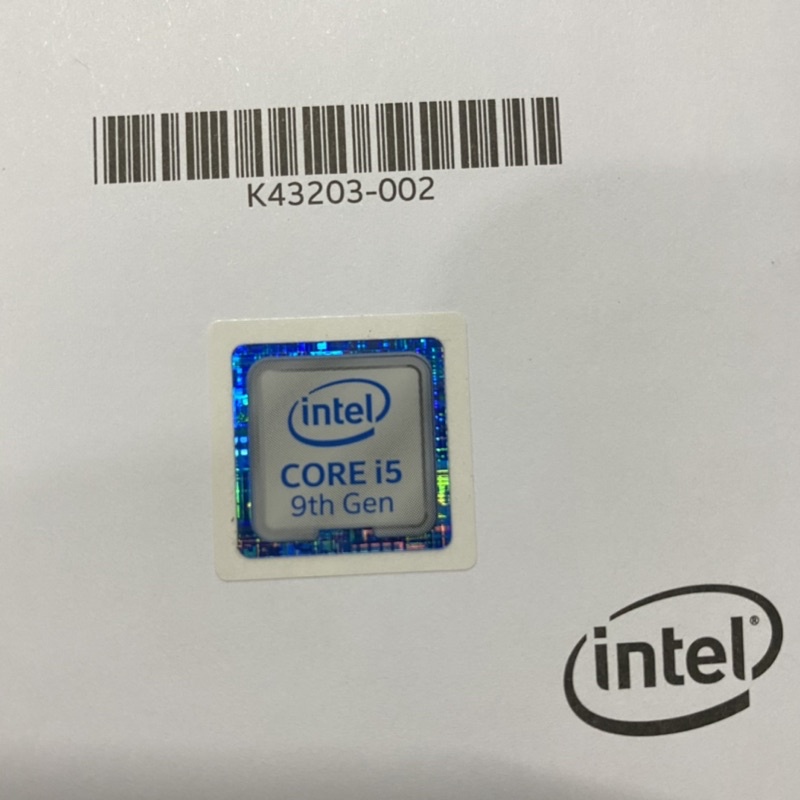 K43203-002
intel
CORE i5
9th Gen
intel®